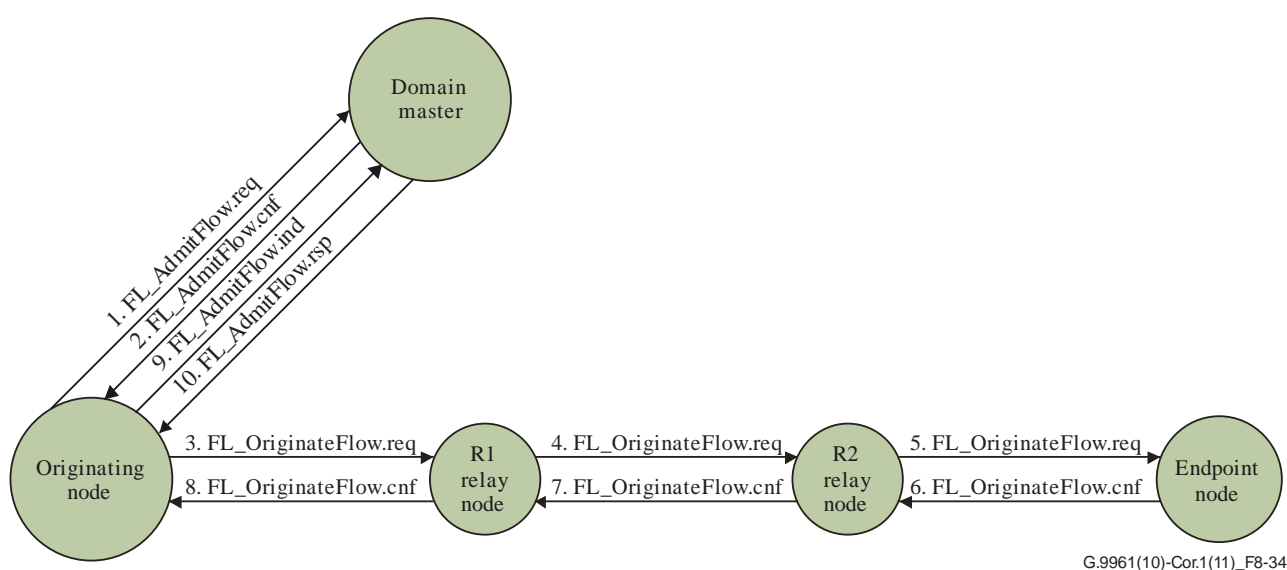 Domain
master
1. FL_AdmitFlow.req
2. FL_AdmitFlow.cnf
9. FL_AdmitFlow.ind
10. FL_AdmitFlow.rsp
Originating
node
3. FL_OriginateFlow.req
8. FL_OriginateFlow.cnf
R1
relay
node
4. FL_OriginateFlow.req
7. FL_OriginateFlow.cnf
R2
relay
node
5. FL_OriginateFlow.req
6. FL_OriginateFlow.cnf
Endpoint
node
G.9961(10)-Cor.1(11)_F8-34